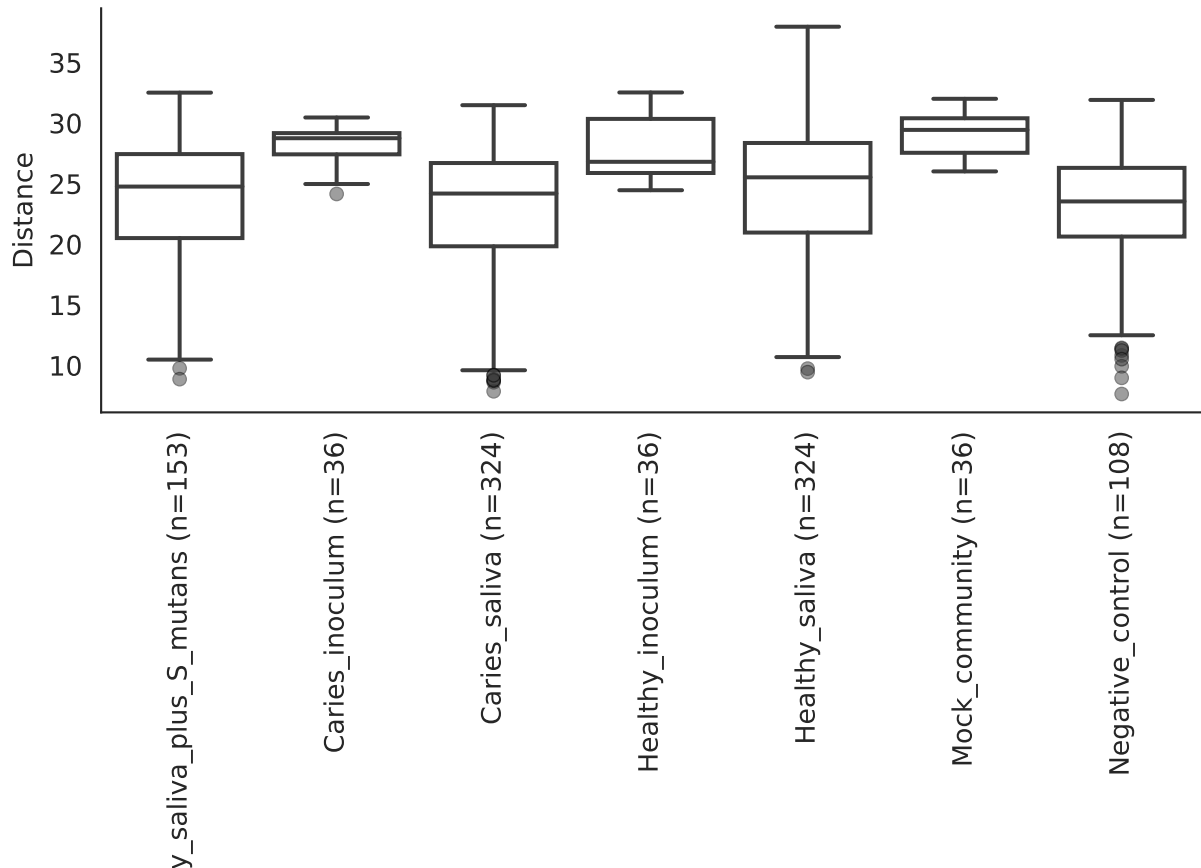 Distance
35
30
25
20
15
10
y_saliva_plus_S_mutans (n=153)
Caries_inoculum (n=36)
Caries_saliva (n=324)
Healthy_inoculum (n=36)
Healthy_saliva (n=324)
Mock_community (n=36)
Negative_control (n=108)